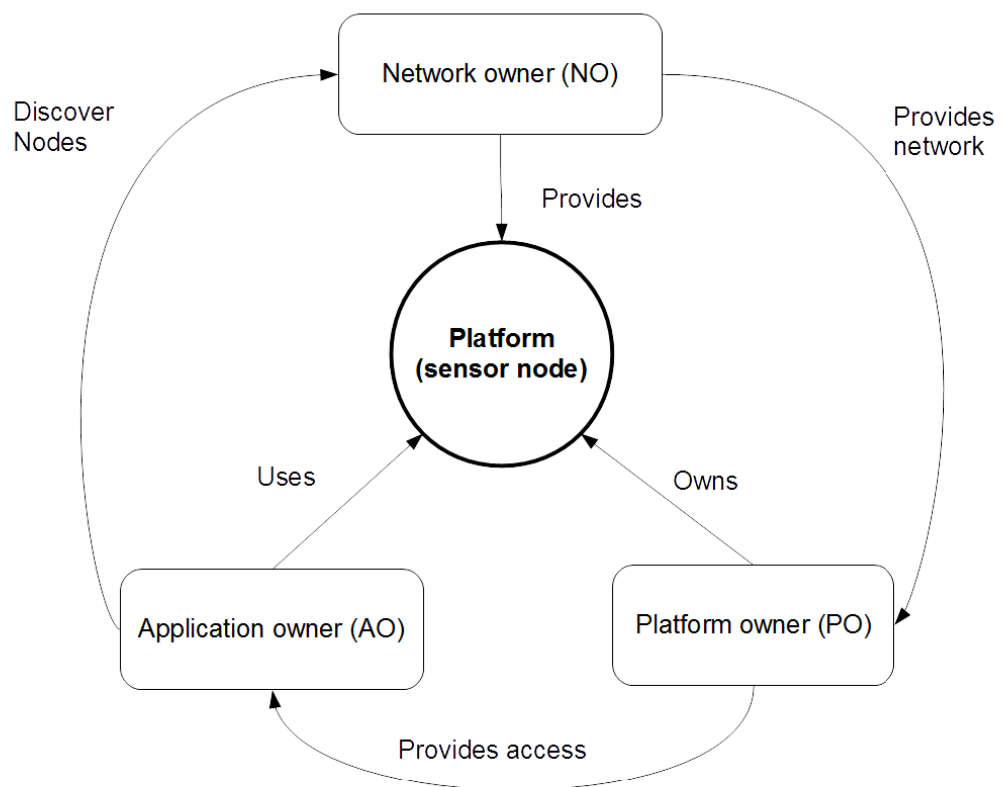 Network owner (NO)
Discover
Nodes
Provides
network
Provides
Platform
(sensor node)
Uses
Owns
Application owner (AO)
Platform owner (PO)
Provides access